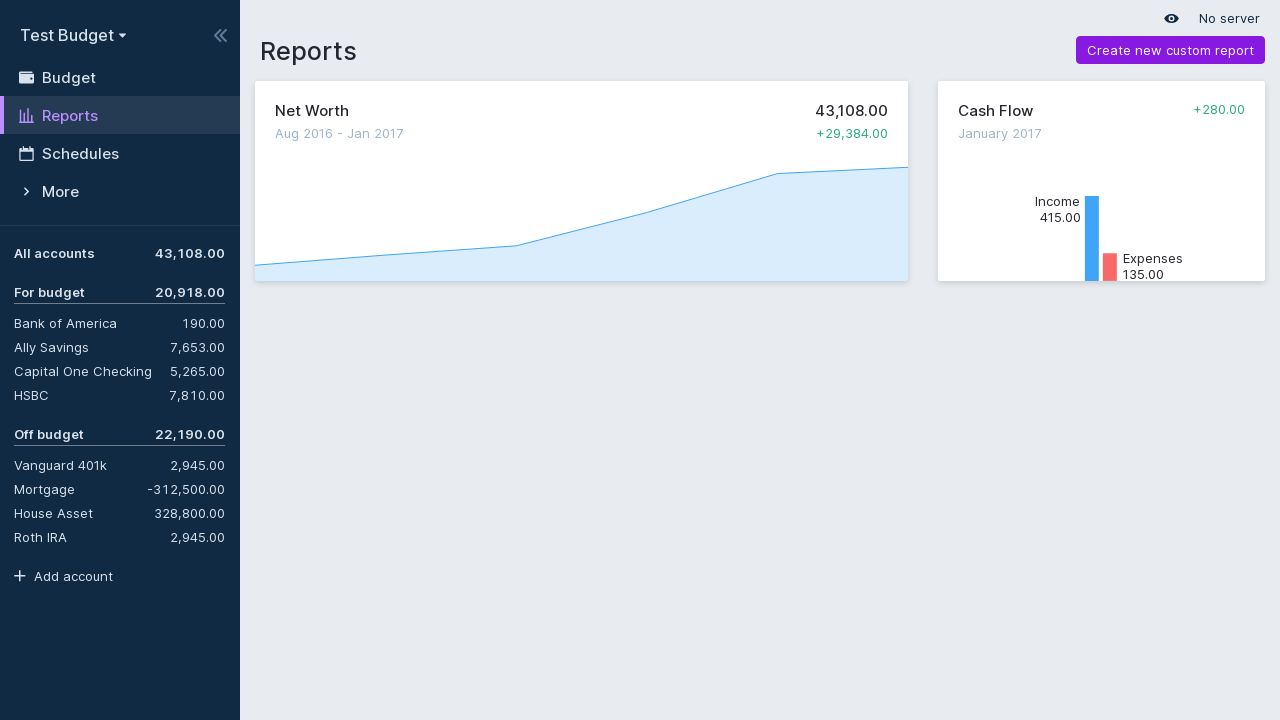 Test Budget
Budget
Reports
Schedules
More
All accounts 43,108.00
For budget 20,918.00
Bank of America 190.00
Ally Savings 7,653.00
Capital One Checking 5,265.00
HSBC 7,810.00
Off budget 22,190.00
Vanguard 401k 2,945.00
Mortgage -312,500.00
House Asset 328,800.00
Roth IRA 2,945.00
Add account
No server
Reports
Create new custom report
Net Worth 43,108.00
Aug 2016 - Jan 2017 +29,384.00
Cash Flow +280.00
January 2017
Income
415.00
Expenses
135.00